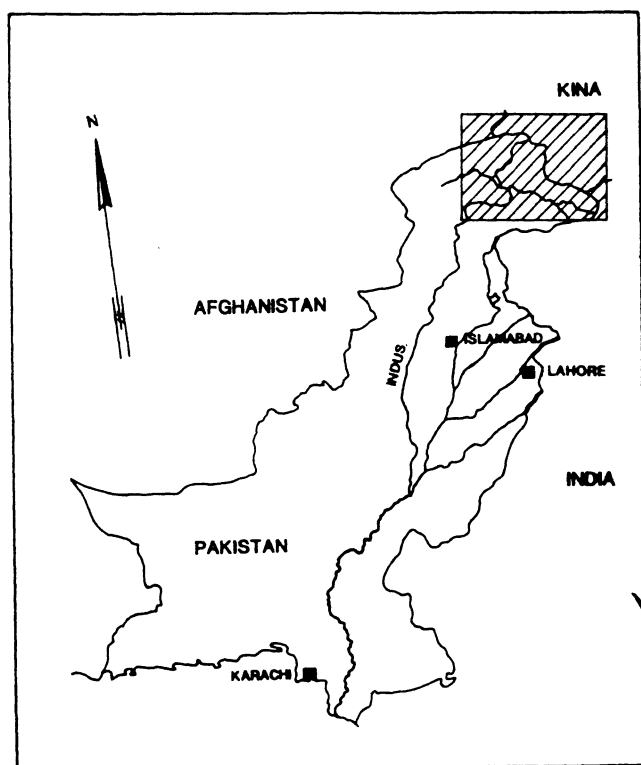 KINA
N
AFGHANISTAN
INDUS
ISLAMABAD
LAHORE
INDIA
PAKISTAN
KARACHI